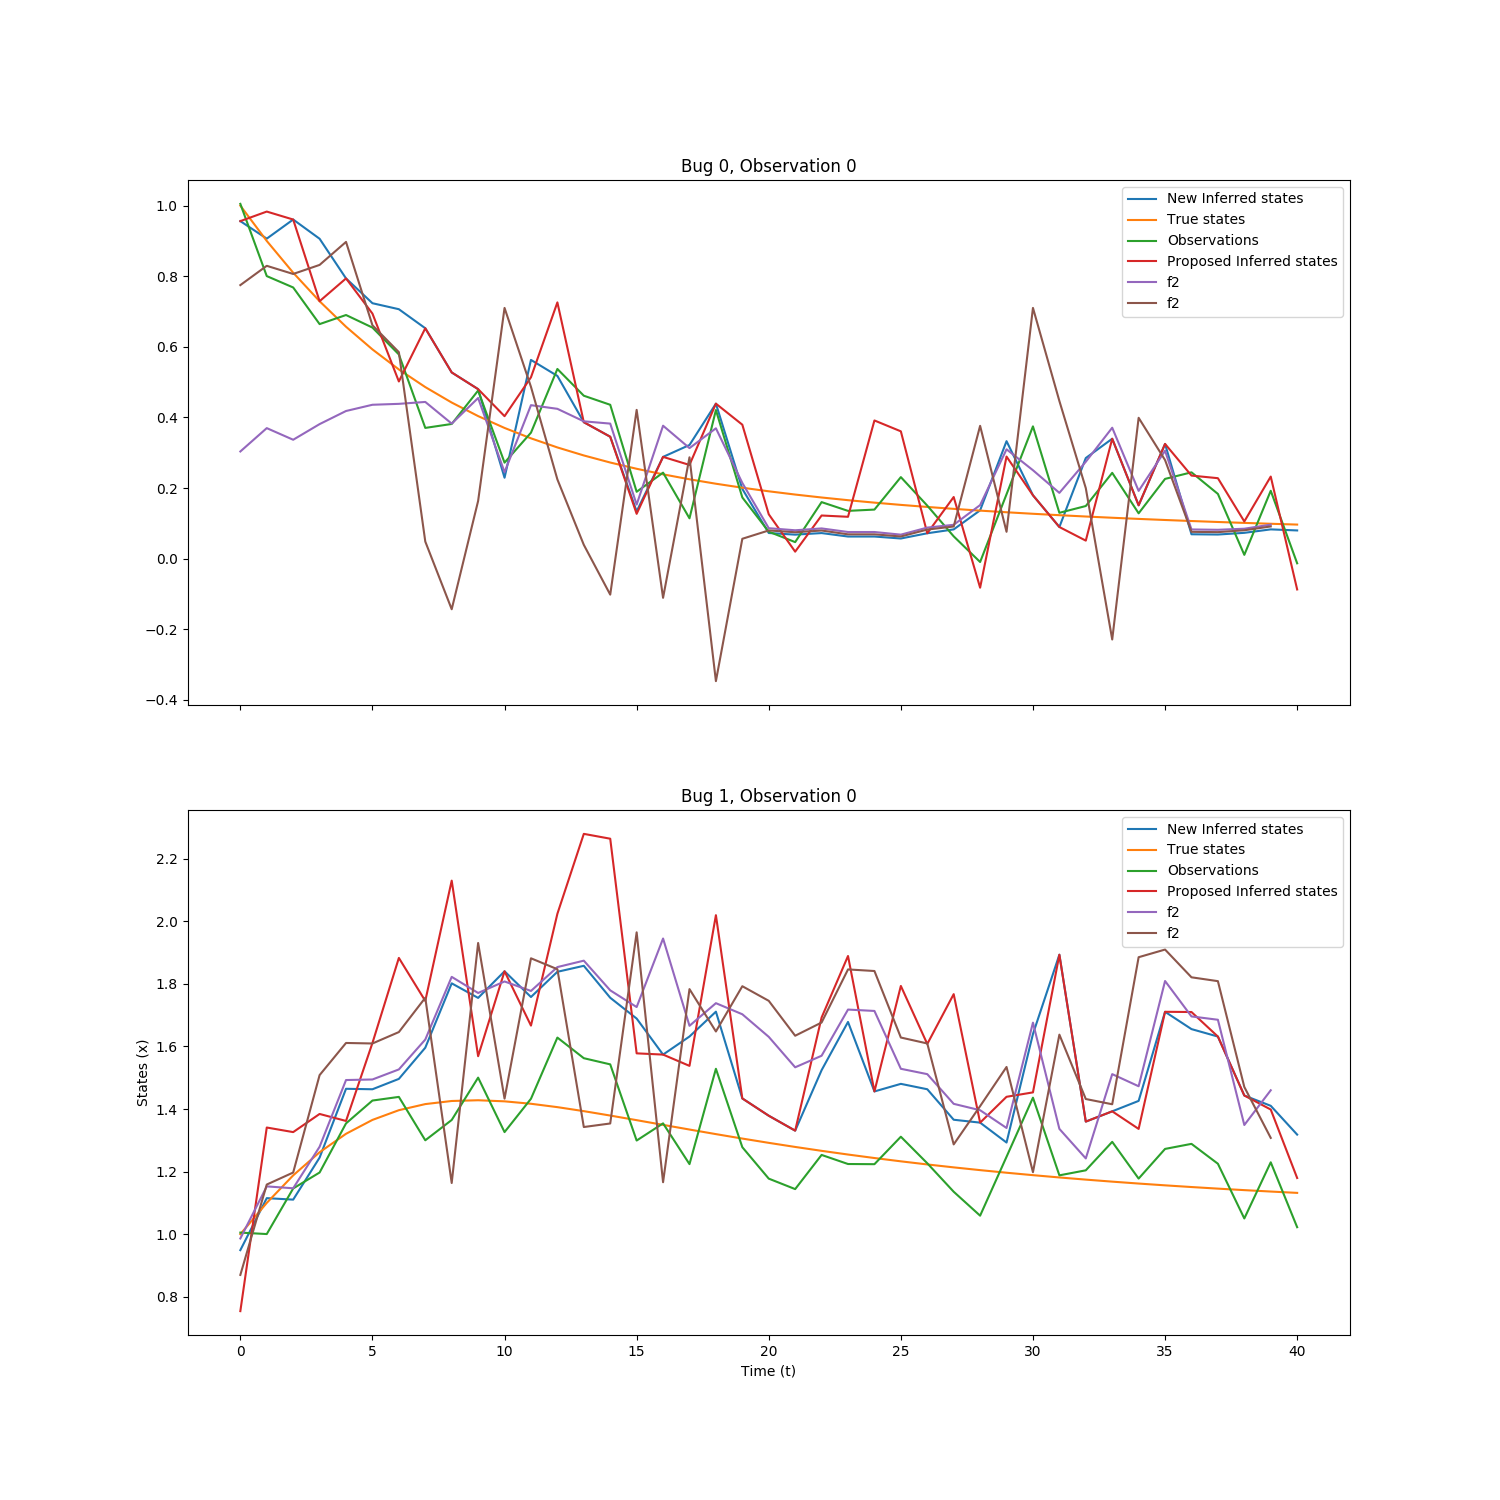 Bug 0, Observation 0
New Inferred states
True states
Observations
Proposed Inferred states
f2
f2
1.0
0.8
0.6
0.4
0.2
0.0
−0.2
−0.4
Bug 1, Observation 0
New Inferred states
True states
Observations
Proposed Inferred states
f2
f2
2.2
2.0
1.8
1.6
1.4
1.2
1.0
0.8
States (x)
0 5 10 15 20 25 30 35 40
Time (t)